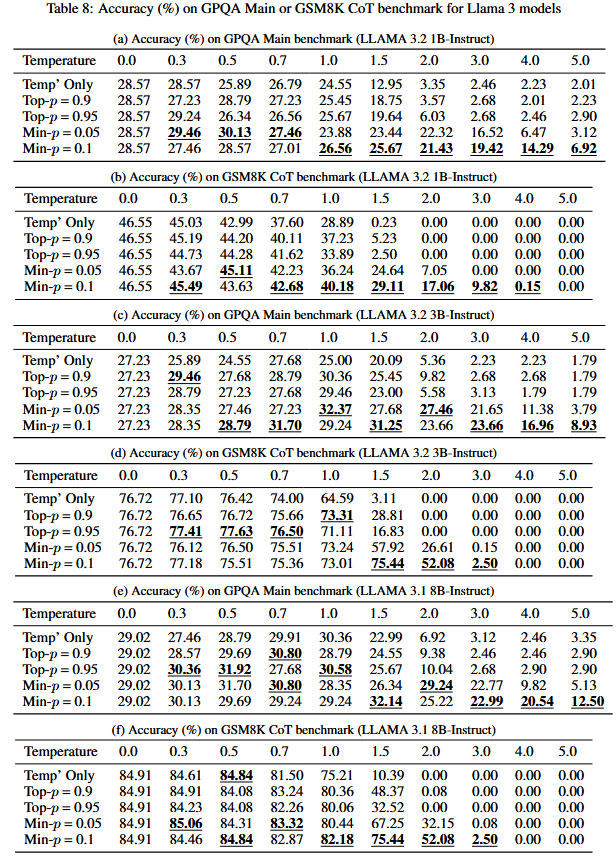 Table 8: Accuracy (%) on GPQA Main or GSM8K CoT benchmark for Llama 3 models
(a) Accuracy (%) on GPQA Main benchmark (LLAMA 3.2 1B-Instruct)
Temperature 0.0 0.3 0.5 0.7 1.0 1.5 2.0 3.0 4.0 5.0
Temp' Only 28.57 28.57 25.89 26.79 24.55 12.95 3.35 2.46 2.23 2.01
Top-p = 0.9 28.57 27.23 28.79 27.23 25.45 18.75 3.57 2.68 2.01 2.23
Top-p = 0.95 28.57 29.24 26.34 26.56 25.67 19.64 6.03 2.68 2.46 2.90
Min-p = 0.05 28.57 29.46 30.13 27.46 23.88 23.44 22.32 16.52 6.47 3.12
Min-p = 0.1 28.57 27.46 28.57 27.01 26.56 25.67 21.43 19.42 14.29 6.92
(b) Accuracy (%) on GSM8K CoT benchmark (LLAMA 3.2 1B-Instruct)
Temperature 0.0 0.3 0.5 0.7 1.0 1.5 2.0 3.0 4.0 5.0
Temp' Only 46.55 45.03 42.99 37.60 28.89 0.23 0.00 0.00 0.00 0.00
Top-p = 0.9 46.55 45.19 44.20 40.11 37.23 5.23 0.00 0.00 0.00 0.00
Top-p = 0.95 46.55 44.73 44.28 41.62 33.89 2.50 0.00 0.00 0.00 0.00
Min-p = 0.05 46.55 43.67 45.11 42.23 36.24 24.64 7.05 0.00 0.00 0.00
Min-p = 0.1 46.55 45.49 43.63 42.68 40.18 29.11 17.06 9.82 0.15 0.00
(c) Accuracy (%) on GPQA Main benchmark (LLAMA 3.2 3B-Instruct)
Temperature 0.0 0.3 0.5 0.7 1.0 1.5 2.0 3.0 4.0 5.0
Temp' Only 27.23 25.89 24.55 27.68 25.00 20.09 5.36 2.23 2.23 1.79
Top-p = 0.9 27.23 29.46 27.68 28.79 30.36 25.45 9.82 2.68 2.68 1.79
Top-p = 0.95 27.23 28.79 27.23 27.68 29.46 23.00 5.58 3.13 1.79 1.79
Min-p = 0.05 27.23 28.35 27.46 27.23 32.37 27.68 27.46 21.65 11.38 3.79
Min-p = 0.1 27.23 28.35 28.79 31.70 29.24 31.25 23.66 23.66 16.96 8.93
(d) Accuracy (%) on GSM8K CoT benchmark (LLAMA 3.2 3B-Instruct)
Temperature 0.0 0.3 0.5 0.7 1.0 1.5 2.0 3.0 4.0 5.0
Temp' Only 76.72 77.10 76.42 74.00 64.59 3.11 0.00 0.00 0.00 0.00
Top-p = 0.9 76.72 76.65 76.72 75.66 73.31 28.81 0.00 0.00 0.00 0.00
Top-p = 0.95 76.72 77.41 77.63 76.50 71.11 16.83 0.00 0.00 0.00 0.00
Min-p = 0.05 76.72 76.12 76.50 75.51 73.24 57.92 26.61 0.15 0.00 0.00
Min-p = 0.1 76.72 77.18 75.51 75.36 73.01 75.44 52.08 2.50 0.00 0.00
(e) Accuracy (%) on GPQA Main benchmark (LLAMA 3.1 8B-Instruct)
Temperature 0.0 0.3 0.5 0.7 1.0 1.5 2.0 3.0 4.0 5.0
Temp' Only 29.02 27.46 28.79 29.91 30.36 22.99 6.92 3.12 2.46 3.35
Top-p = 0.9 29.02 28.57 29.69 30.80 28.79 24.55 9.38 2.46 2.46 2.90
Top-p = 0.95 29.02 30.36 31.92 27.68 30.58 25.67 10.04 2.68 2.90 2.90
Min-p = 0.05 29.02 30.13 31.70 30.80 28.35 26.34 29.24 22.77 9.82 5.13
Min-p = 0.1 29.02 30.13 29.69 29.24 29.24 32.14 25.22 22.99 20.54 12.50
(f) Accuracy (%) on GSM8K CoT benchmark (LLAMA 3.1 8B-Instruct)
Temperature 0.0 0.3 0.5 0.7 1.0 1.5 2.0 3.0 4.0 5.0
Temp' Only 84.91 84.61 84.84 81.50 75.21 10.39 0.00 0.00 0.00 0.00
Top-p = 0.9 84.91 84.91 84.08 83.24 80.36 48.37 0.08 0.00 0.00 0.00
Top-p = 0.95 84.91 84.23 84.08 82.26 80.06 32.52 0.00 0.00 0.00 0.00
Min-p = 0.05 84.91 85.06 84.31 83.32 80.44 67.25 32.15 0.08 0.00 0.00
Min-p = 0.1 84.91 84.46 84.84 82.87 82.18 75.44 52.08 2.50 0.00 0.00